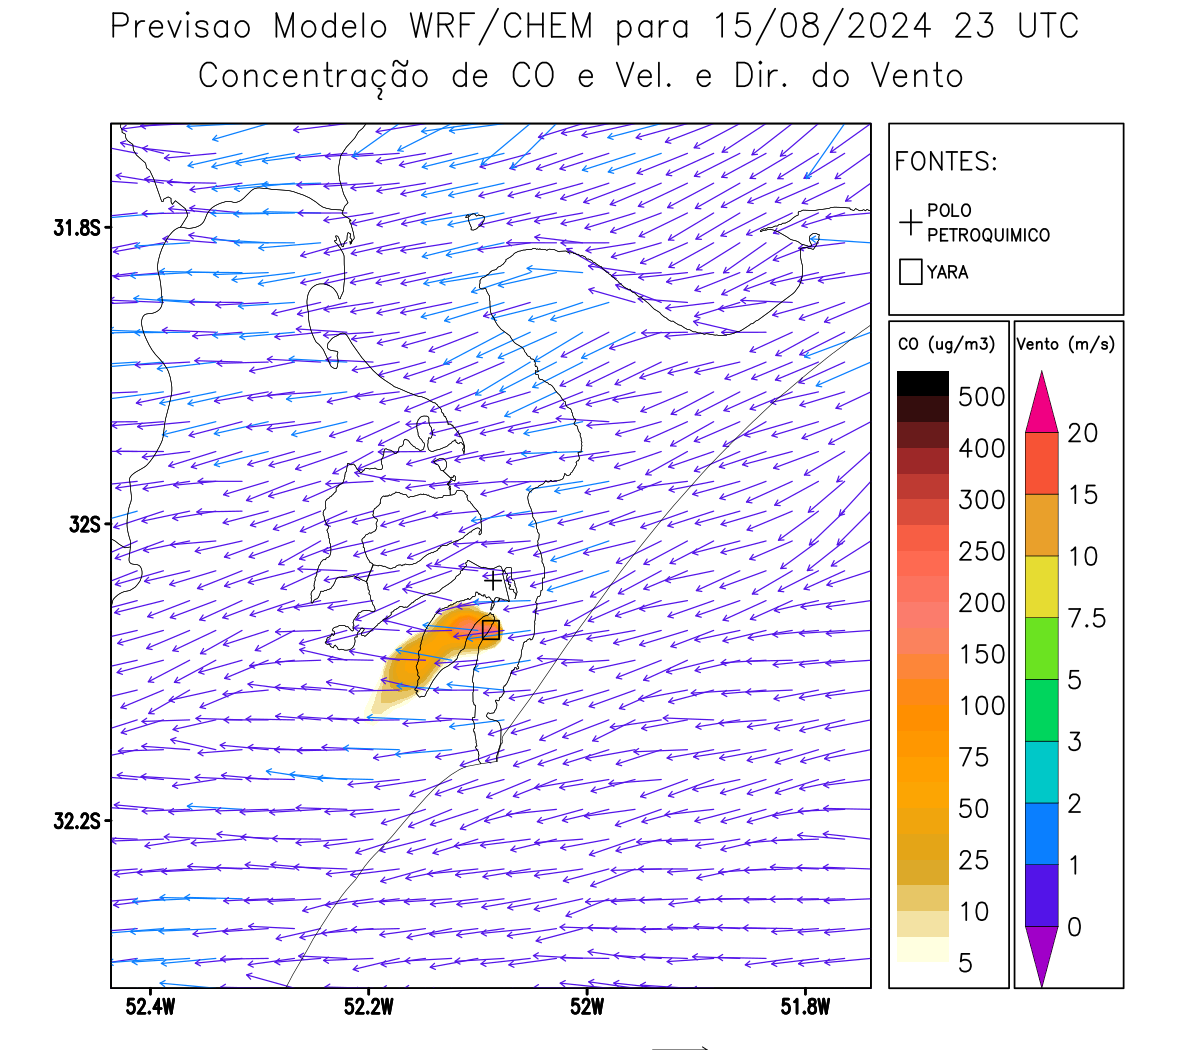 Previsao Modelo WRF/CHEM para 15/08/2024 23 UTC
Concentração de CO e Vel. e Dir. do Vento
FONTES:
POLO
PETROQUIMICO
YARA
CO (ug/m3)
500
400
300
250
200
150
100
75
50
25
10
5
Vento (m/s)
20
15
10
7.5
5
3
2
1
0
31.8S
32S
32.2S
52.4W
52.2W
52W
51.8W